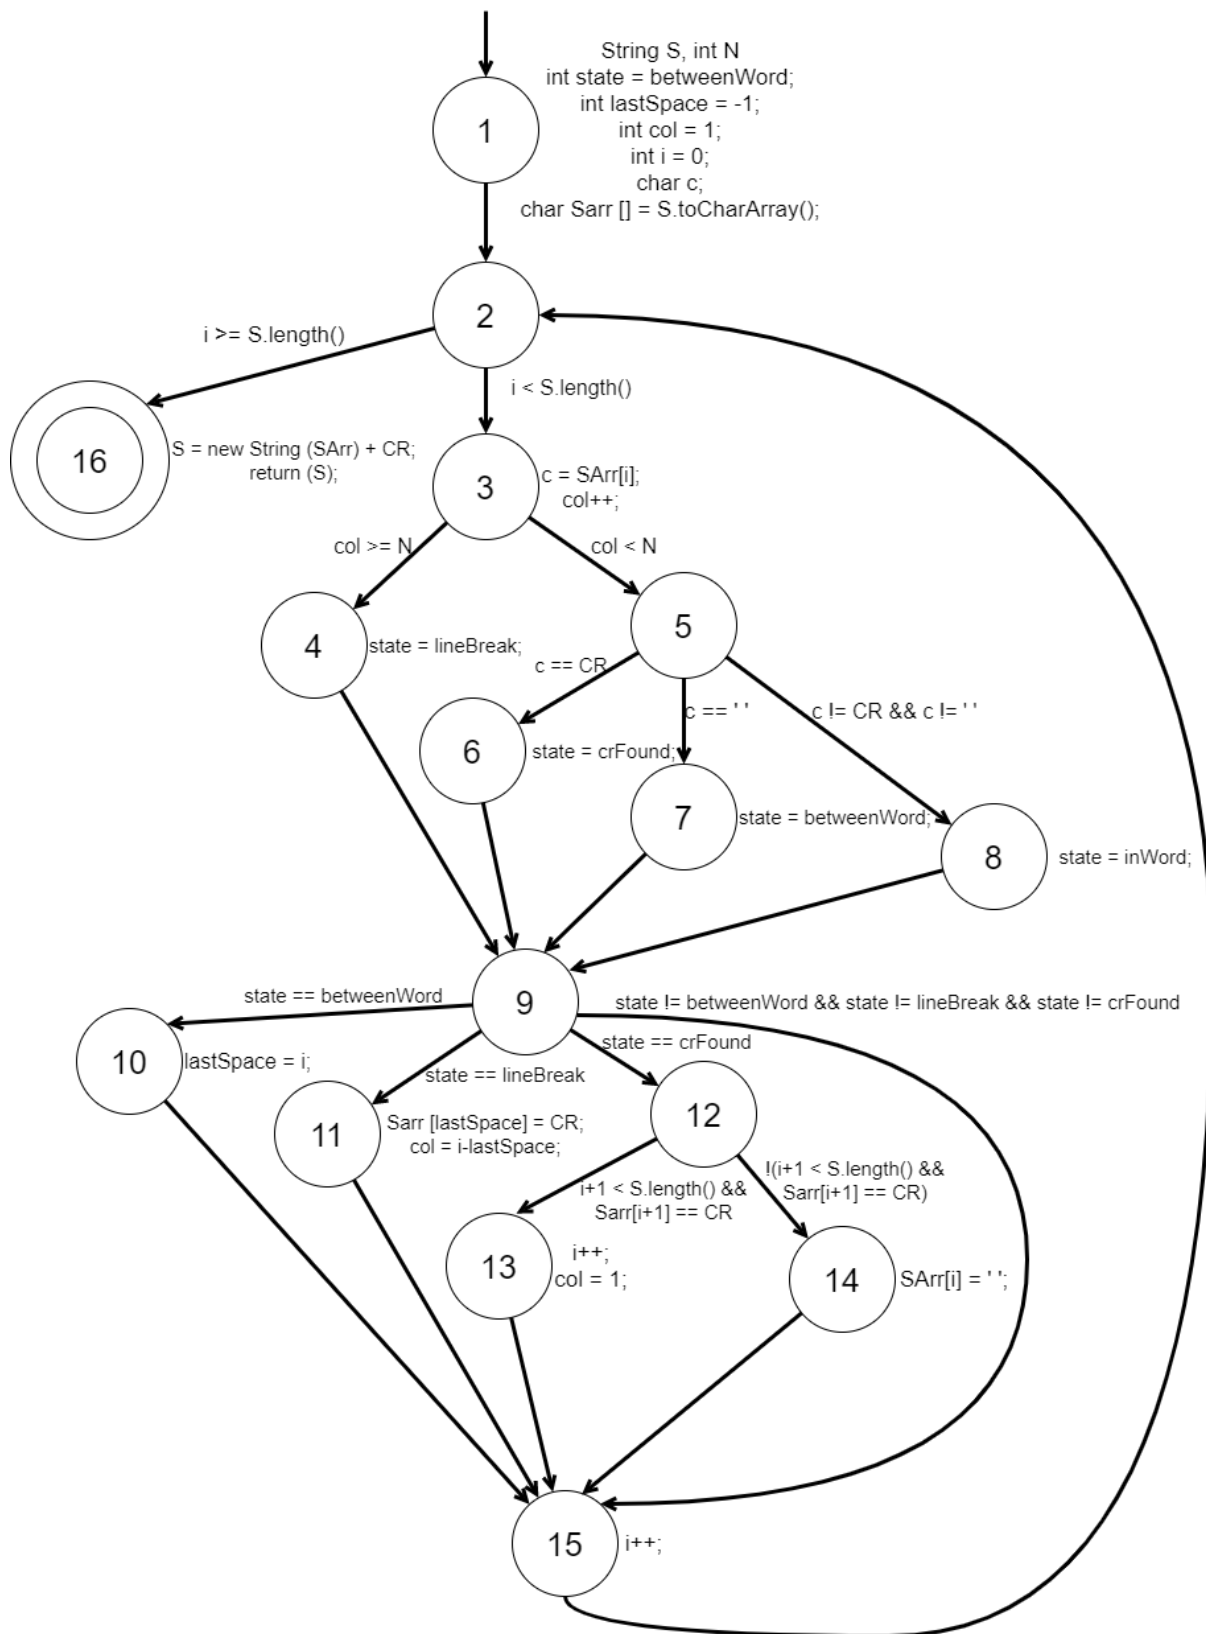 String S, int N
int state = betweenWord;
int lastSpace = -1;
int col = 1;
int i = 0;
char c;
char Sarr [] = S.toCharArray();
1
2
i >= S.length()
i < S.length()
16
S = new String (SArr) + CR;
return (S);
3
c = SArr[i];
col++;
col >= N
col < N
4
state = lineBreak;
5
c == CR
c == ' '
c != CR && c != ' '
6
state = crFound;
7
state = betweenWord;
8
state = inWord;
9
state == betweenWord
state != betweenWord && state != lineBreak && state != crFound
state == crFound
state == lineBreak
10
lastSpace = i;
11
Sarr [lastSpace] = CR;
col = i-lastSpace;
12
i+1 < S.length() &&
Sarr[i+1] == CR
!(i+1 < S.length() &&
Sarr[i+1] == CR)
13
i++;
col = 1;
14
SArr[i] = ' ';
15
i++;